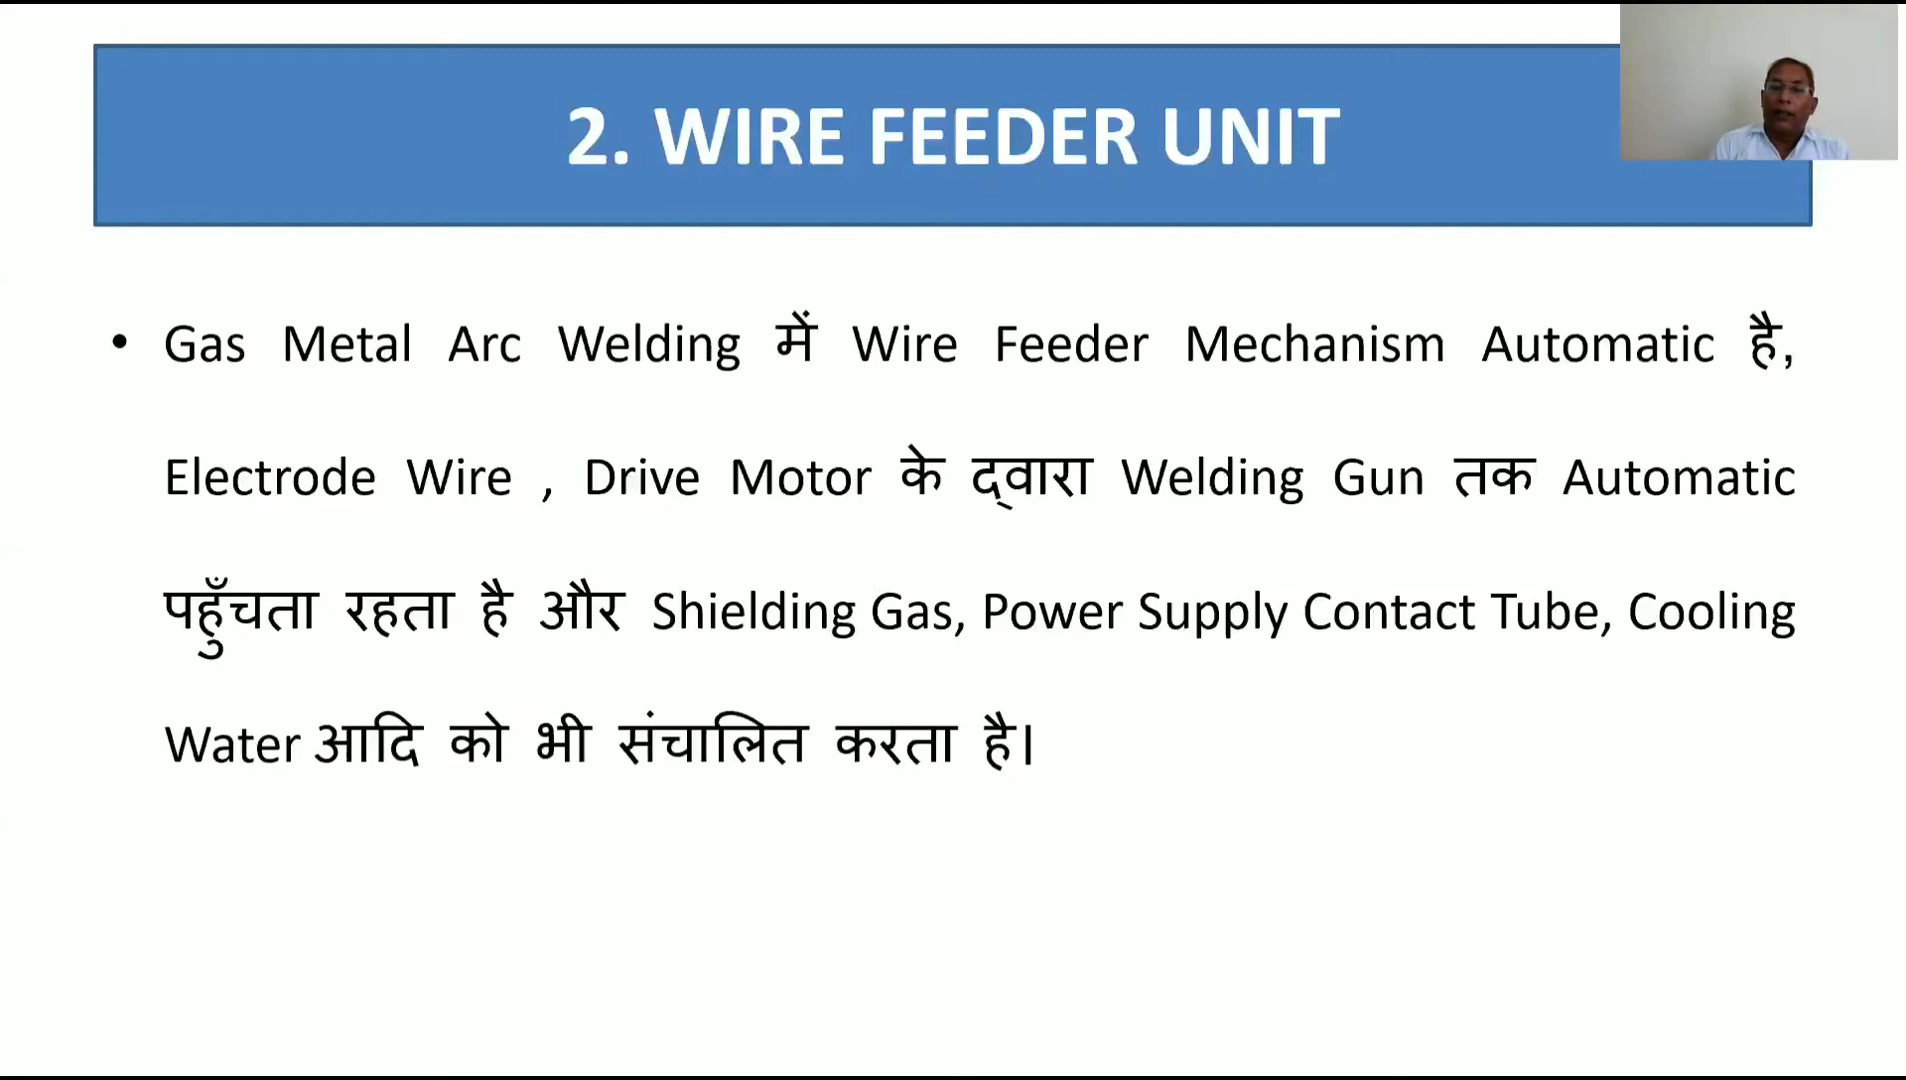 2. WIRE FEEDER UNIT
• Gas Metal Arc Welding में Wire Feeder Mechanism Automatic है,
Electrode Wire , Drive Motor के द्‌वारा Welding Gun तक Automatic
पहुँचता रहता है और Shielding Gas, Power Supply Contact Tube, Cooling
Water आदि को भी संचालित करता है।